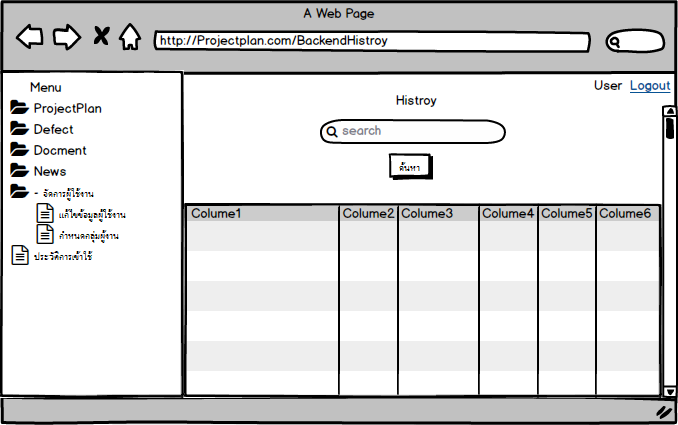 A Web Page
http://Projectplan.com/BackendHistroy
User Logout
Menu
ProjectPlan
Defect
Docment
News
- จัดการผู้ใช้งาน
แก้ไขข้อมูลผู้ใช้งาน
กำหนดกลุ่มผู้งาน
ประวัติการเข้าใช้
Histroy
search
ค้นหา
Colume1 Colume2 Colume3 Colume4 Colume5 Colume6